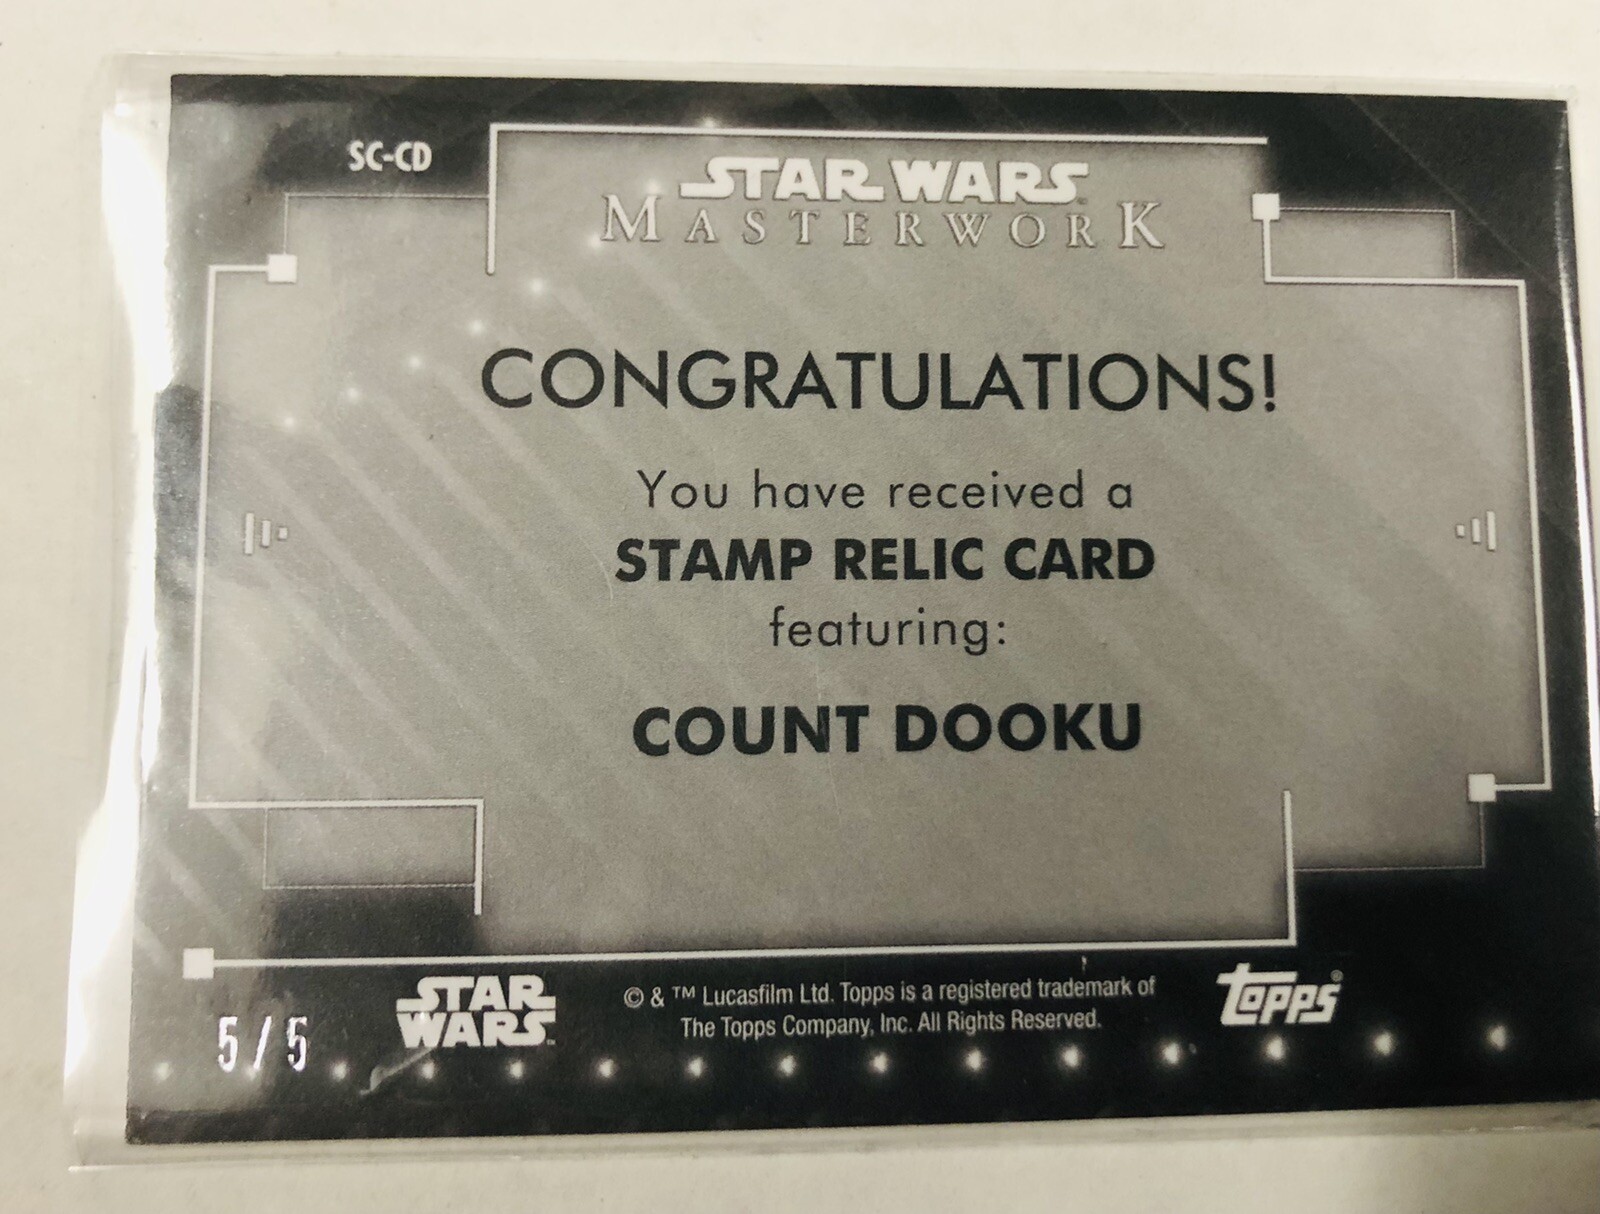 SC-CD
STAR WARS
MASTERWORK
CONGRATULATIONS!
You have received a
STAMP RELIC CARD
featuring:
COUNT DOOKU
5/5
STAR
WARS™
© & ™ Lucasfilm Ltd. Topps is a registered trademark of
The Topps Company, Inc. All Rights Reserved.
topps®